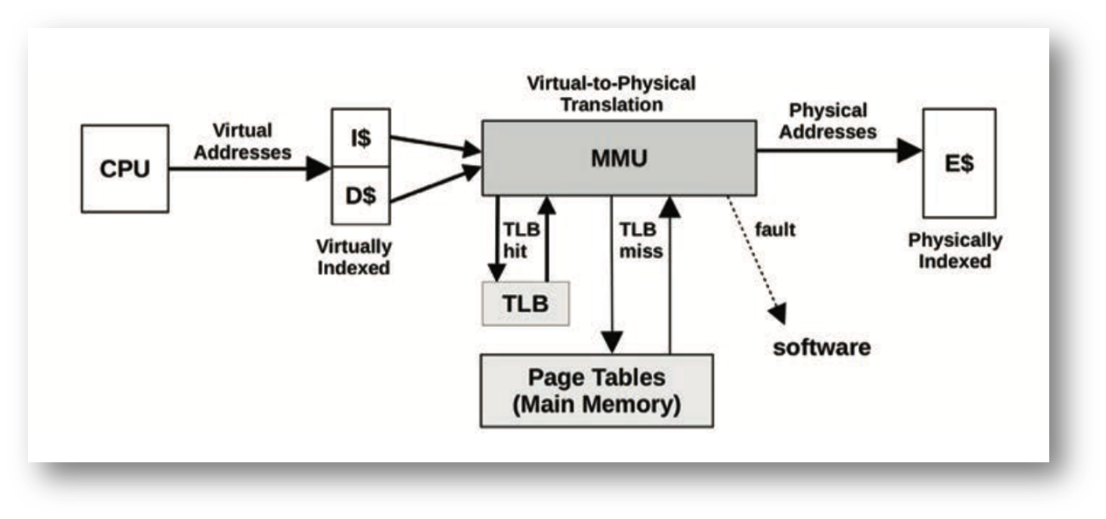 Virtual-to-Physical
Translation
CPU
Virtual
Addresses
I$
D$
Virtually
Indexed
MMU
Physical
Addresses
E$
Physically
Indexed
TLB
hit
TLB
miss
fault
TLB
software
Page Tables
(Main Memory)